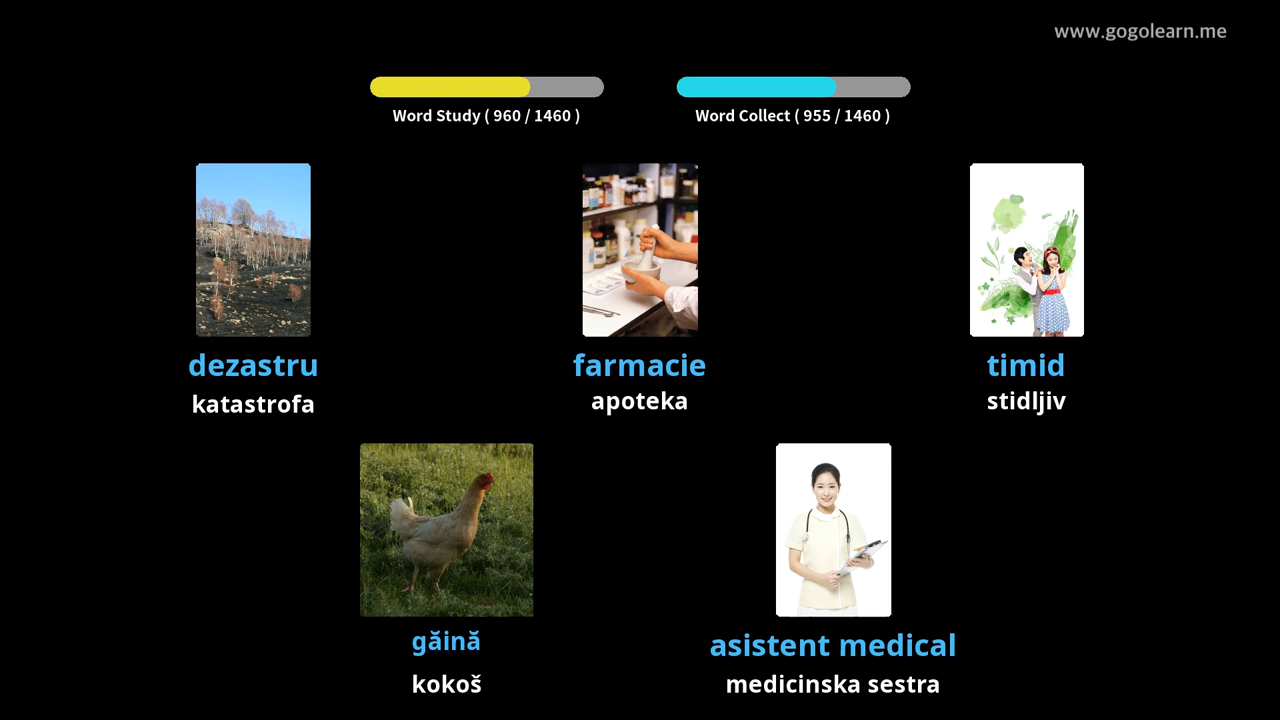 www.gogolearn.me
Word Study ( 960 / 1460 )
Word Collect ( 955 / 1460 )
dezastru
katastrofa
farmacie
apoteka
timid
stidljiv
găină
kokoš
asistent medical
medicinska sestra